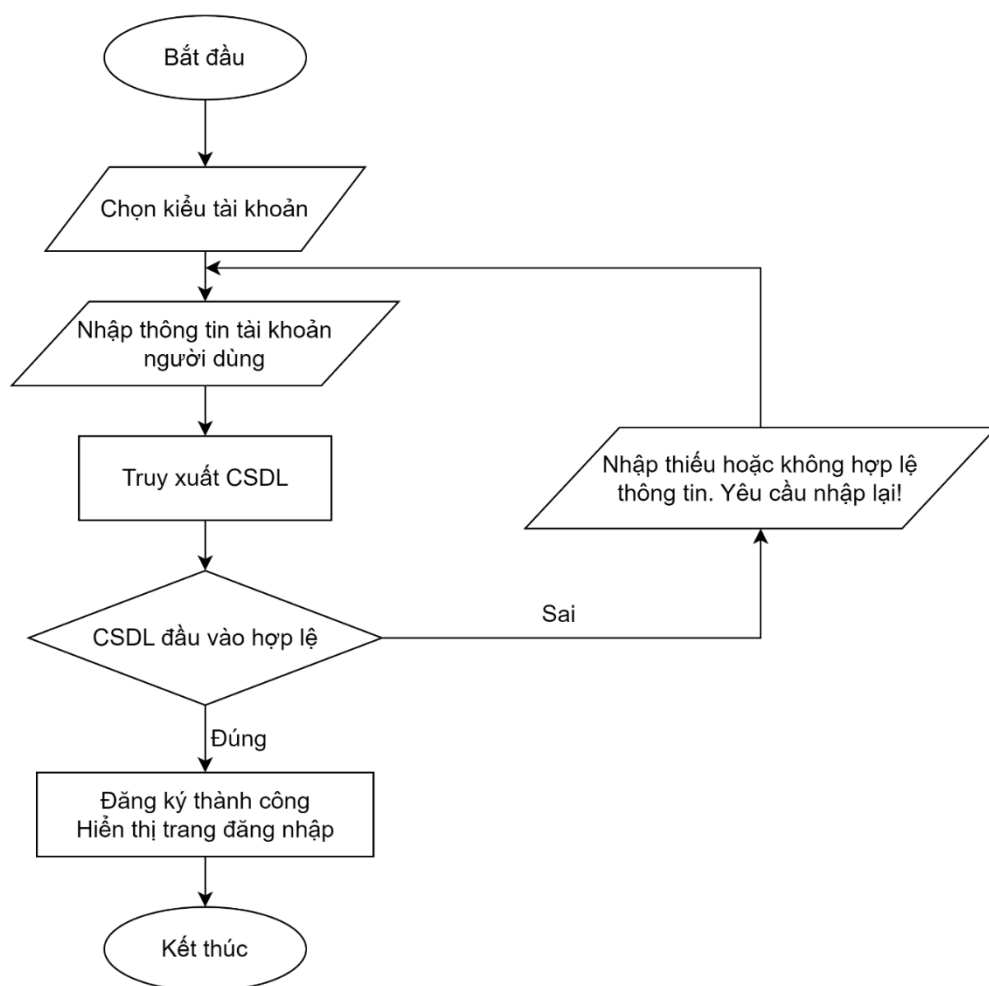 Bắt đầu
Chọn kiểu tài khoản
Nhập thông tin tài khoản
người dùng
Truy xuất CSDL
Nhập thiếu hoặc không hợp lệ
thông tin. Yêu cầu nhập lại!
CSDL đầu vào hợp lệ
Sai
Đúng
Đăng ký thành công
Hiển thị trang đăng nhập
Kết thúc